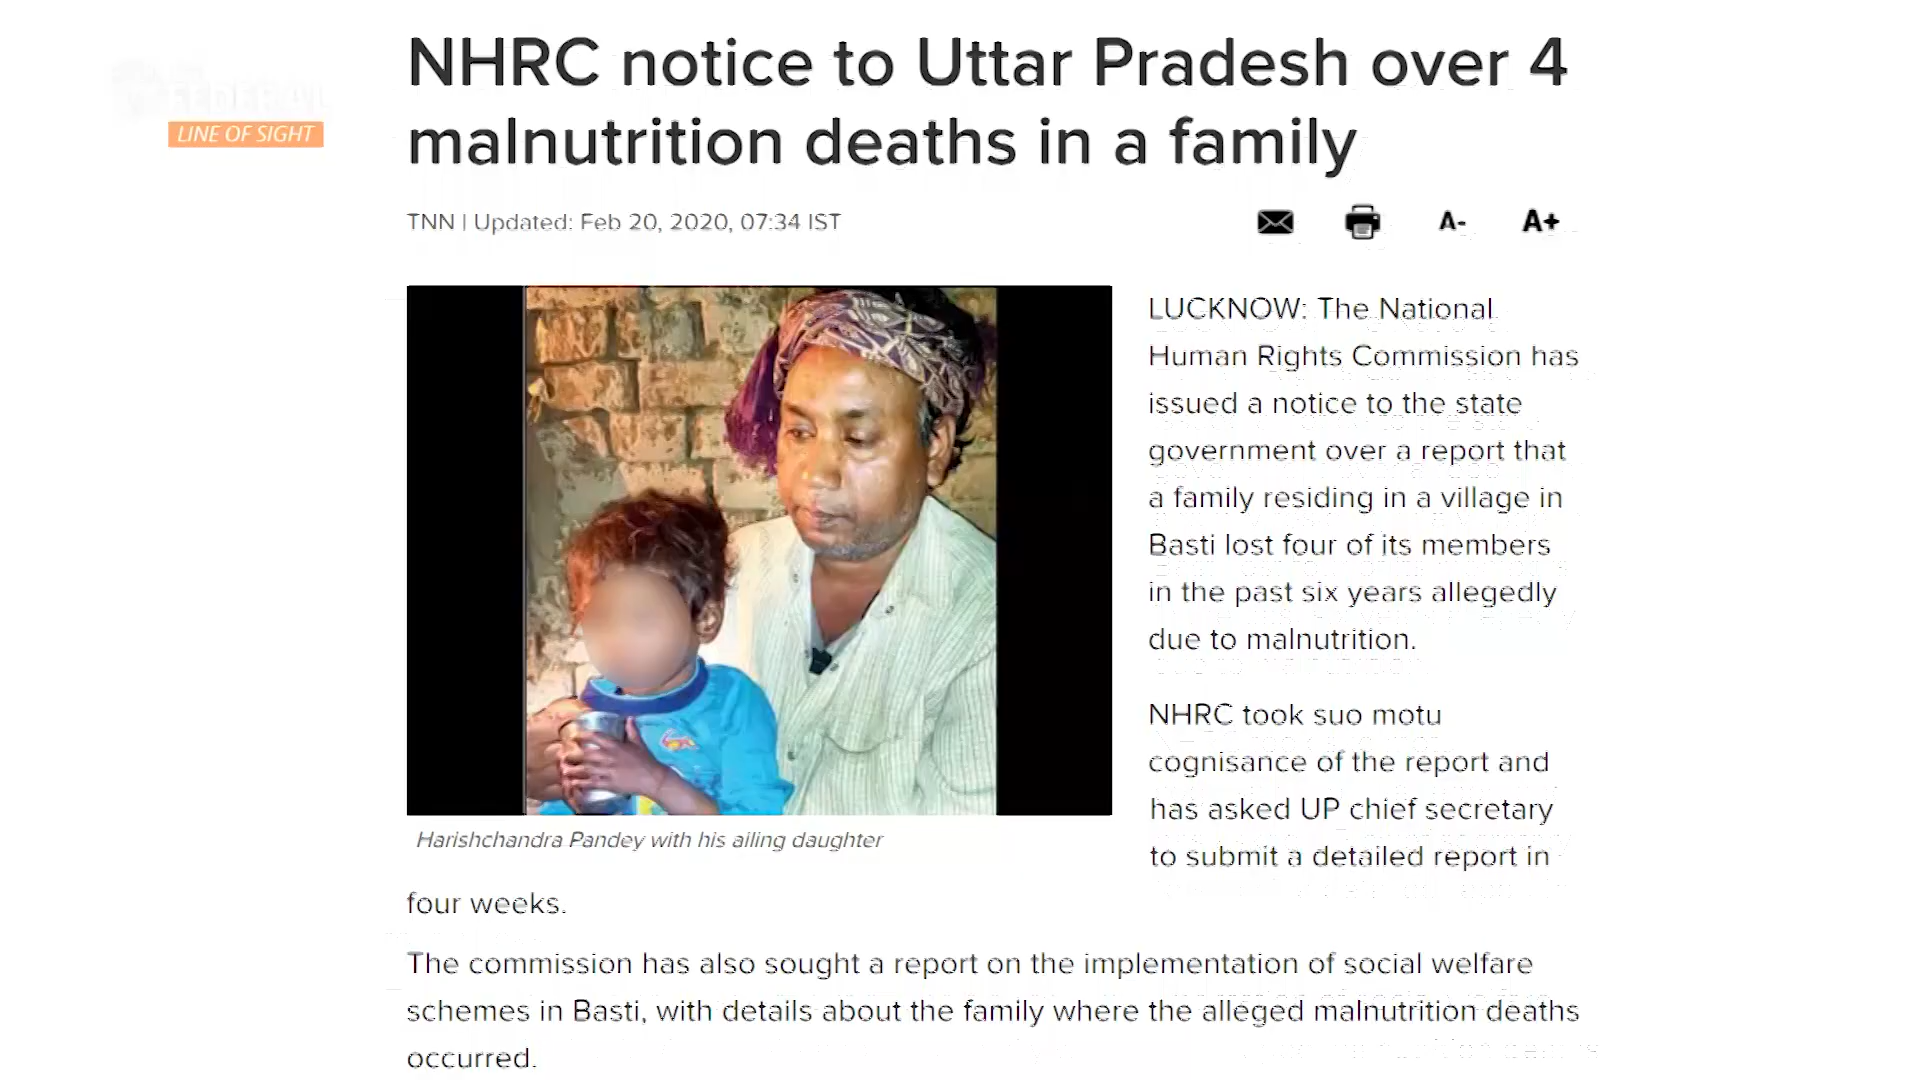 FEDERAL
LINE OF SIGHT
NHRC notice to Uttar Pradesh over 4
malnutrition deaths in a family
TNN | Updated: Feb 20, 2020, 07:34 IST
A- A+
LUCKNOW: The National
Human Rights Commission has
issued a notice to the state
government over a report that
a family residing in a village in
Basti lost four of its members
in the past six years allegedly
due to malnutrition.
NHRC took suo motu
cognisance of the report and
has asked UP chief secretary
to submit a detailed report in
Harishchandra Pandey with his ailing daughter
four weeks.
The commission has also sought a report on the implementation of social welfare
schemes in Basti, with details about the family where the alleged malnutrition deaths
occurred.